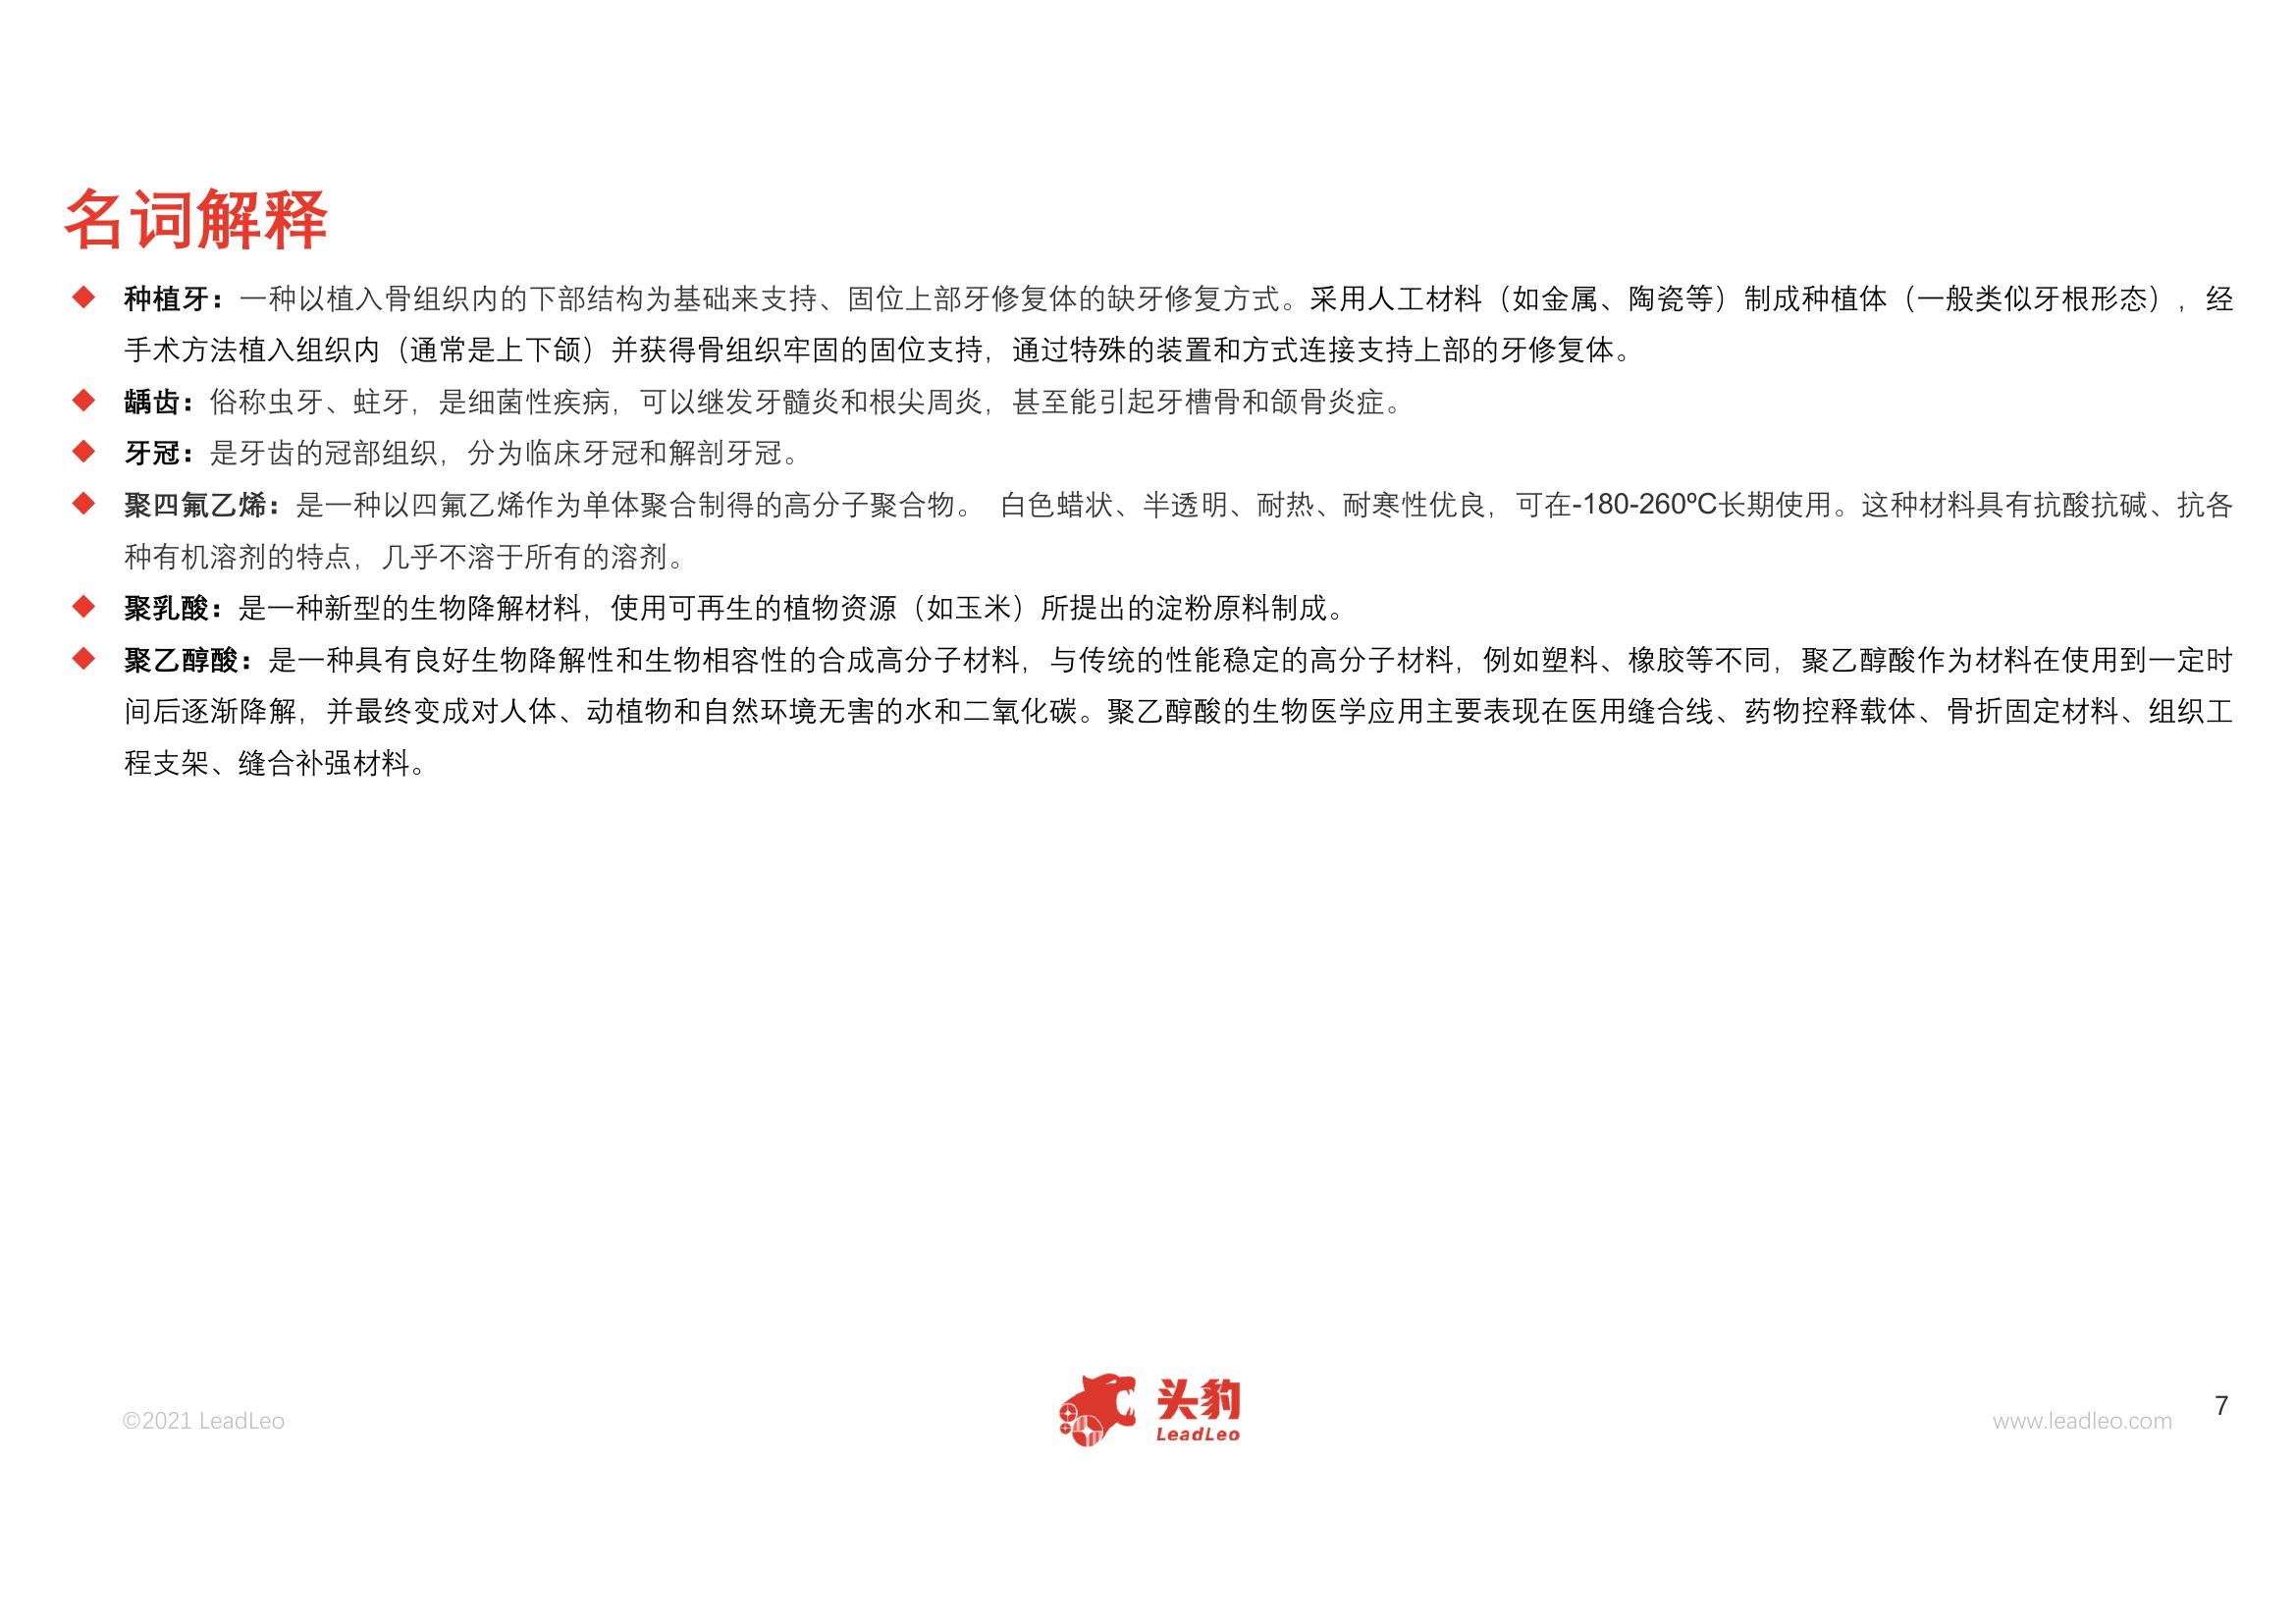 名词解释
种植牙：一种以植入骨组织内的下部结构为基础来支持、固位上部牙修复体的缺牙修复方式。采用人工材料（如金属、陶瓷等）制成种植体（一般类似牙根形态），经
手术方法植入组织内（通常是上下颌）并获得骨组织牢固的固位支持，通过特殊的装置和方式连接支持上部的牙修复体。
龋齿：俗称虫牙、蛀牙，是细菌性疾病，可以继发牙髓炎和根尖周炎，甚至能引起牙槽骨和颌骨炎症。
牙冠：是牙齿的冠部组织，分为临床牙冠和解剖牙冠。
聚四氟乙烯：是一种以四氟乙烯作为单体聚合制得的高分子聚合物。 白色蜡状、半透明、耐热、耐寒性优良，可在-180-260ºC长期使用。这种材料具有抗酸抗碱、抗各
种有机溶剂的特点，几乎不溶于所有的溶剂。
聚乳酸：是一种新型的生物降解材料，使用可再生的植物资源（如玉米）所提出的淀粉原料制成。
聚乙醇酸：是一种具有良好生物降解性和生物相容性的合成高分子材料，与传统的性能稳定的高分子材料，例如塑料、橡胶等不同，聚乙醇酸作为材料在使用到一定时
间后逐渐降解，并最终变成对人体、动植物和自然环境无害的水和二氧化碳。聚乙醇酸的生物医学应用主要表现在医用缝合线、药物控释载体、骨折固定材料、组织工
程支架、缝合补强材料。
©2021 LeadLeo
头豹
LeadLeo
www.leadleo.com
7